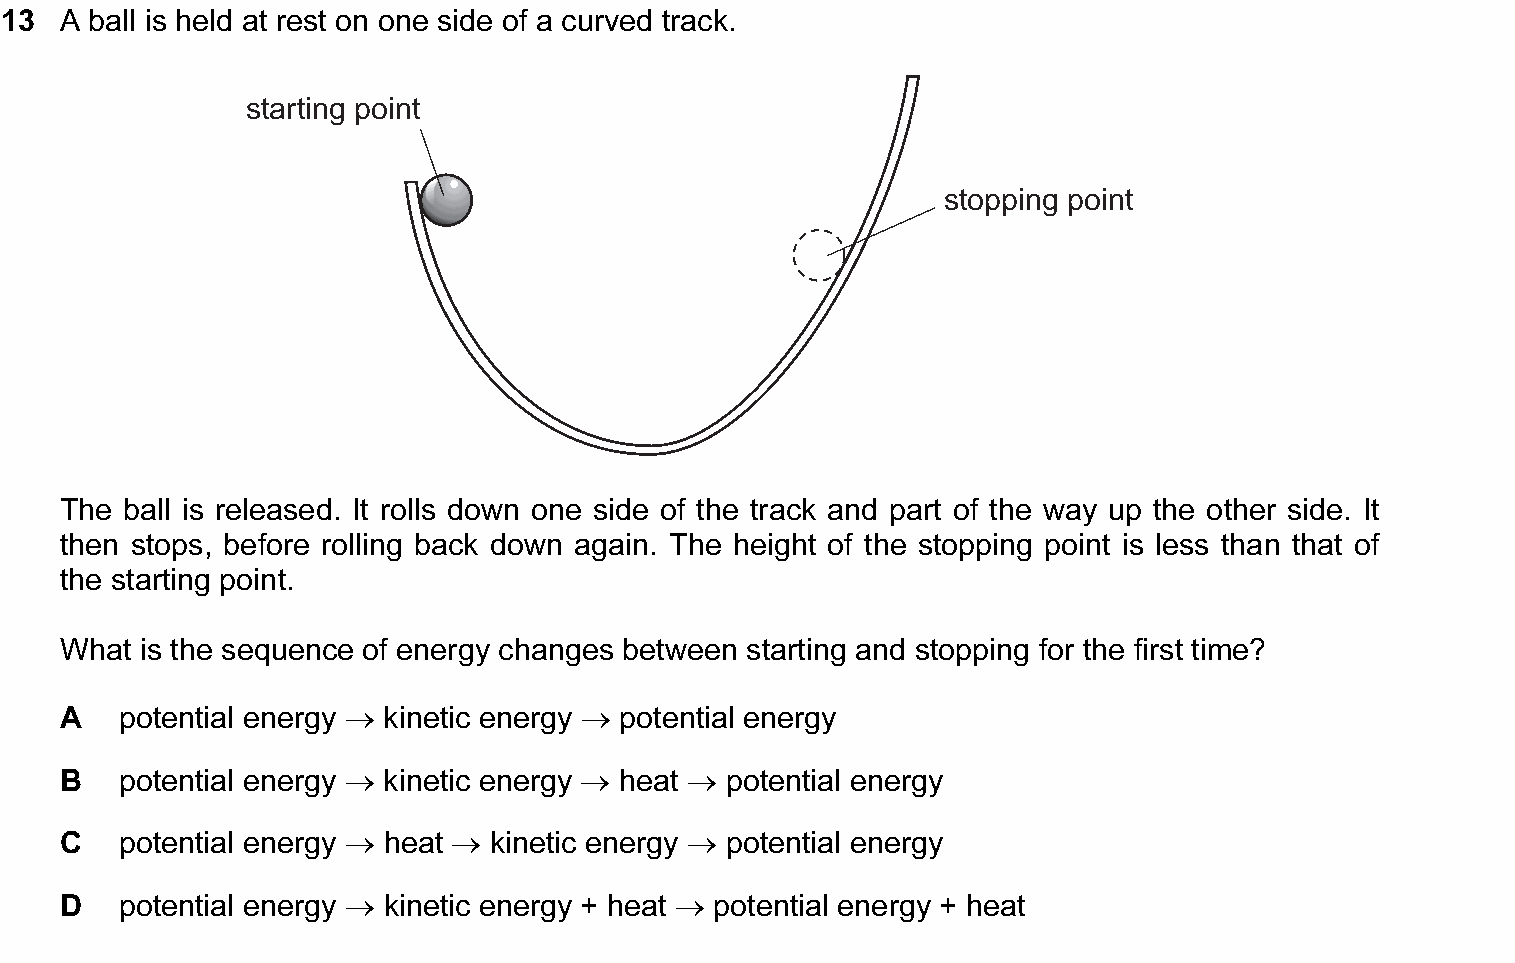 13 A ball is held at rest on one side of a curved track.
starting point
stopping point
The ball is released. It rolls down one side of the track and part of the way up the other side. It
then stops, before rolling back down again. The height of the stopping point is less than that of
the starting point.
What is the sequence of energy changes between starting and stopping for the first time?
A potential energy → kinetic energy → potential energy
B potential energy → kinetic energy → heat → potential energy
C potential energy → heat → kinetic energy → potential energy
D potential energy → kinetic energy + heat → potential energy + heat